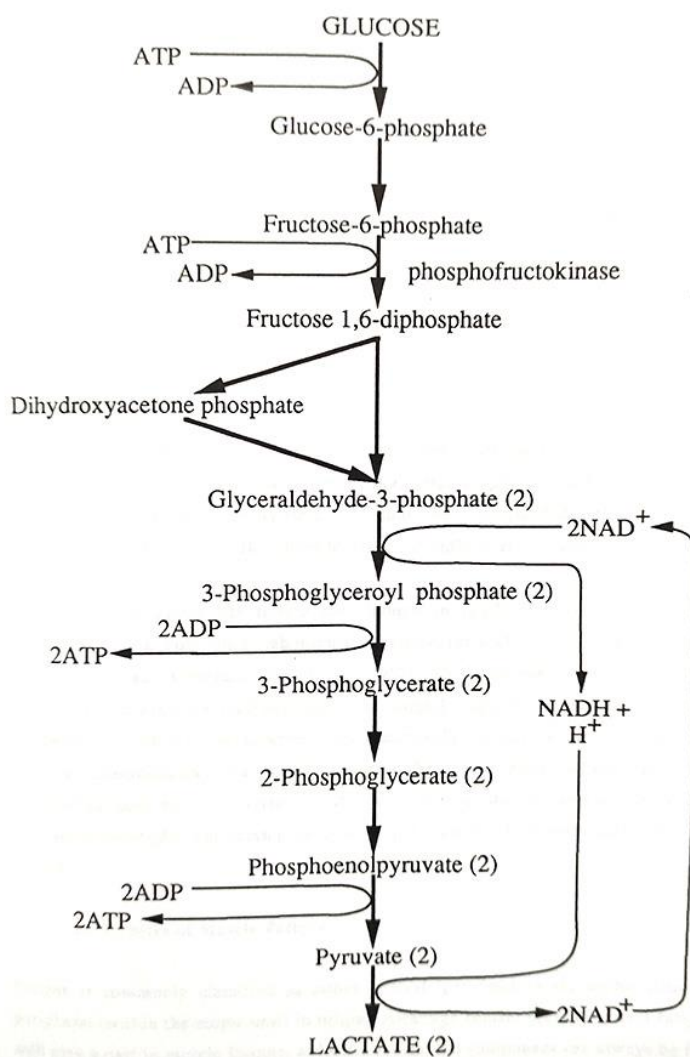 GLUCOSE
ATP
ADP
Glucose-6-phosphate
Fructose-6-phosphate
ATP
ADP
phosphofructokinase
Fructose 1,6-diphosphate
Dihydroxyacetone phosphate
Glyceraldehyde-3-phosphate (2)
2NAD+
3-Phosphoglyceroyl phosphate (2)
2ADP
2ATP
3-Phosphoglycerate (2)
NADH +
H+
2-Phosphoglycerate (2)
Phosphoenolpyruvate (2)
2ADP
2ATP
Pyruvate (2)
2NAD+
LACTATE (2)